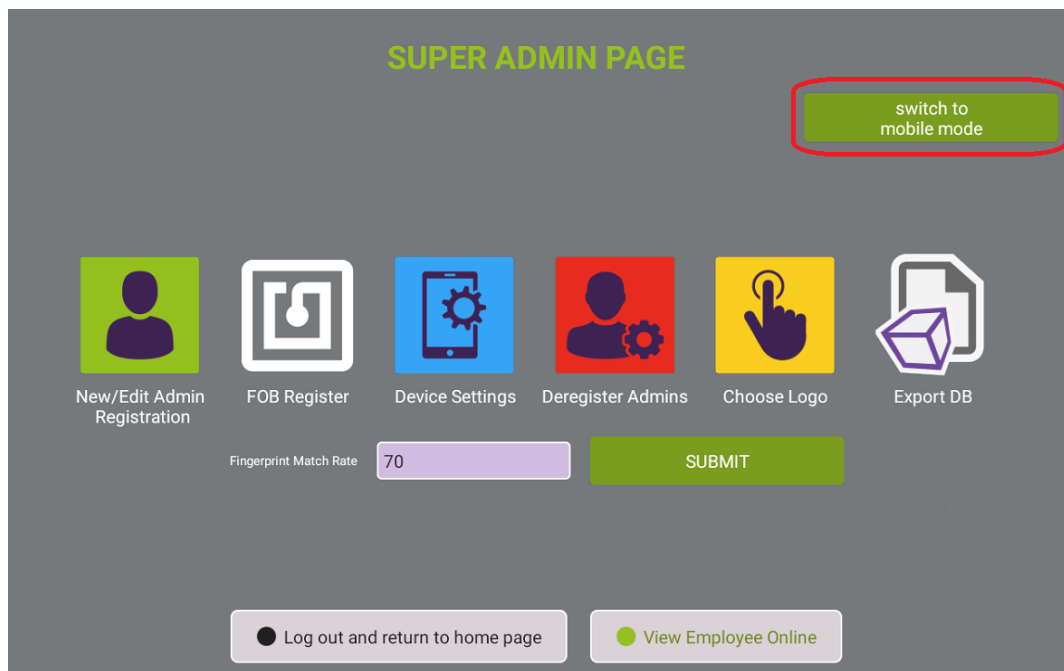 SUPER ADMIN PAGE
switch to
mobile mode
New/Edit Admin
Registration
FOB Register
Device Settings
Deregister Admins
Choose Logo
Export DB
Fingerprint Match Rate
70
SUBMIT
Log out and return to home page
View Employee Online